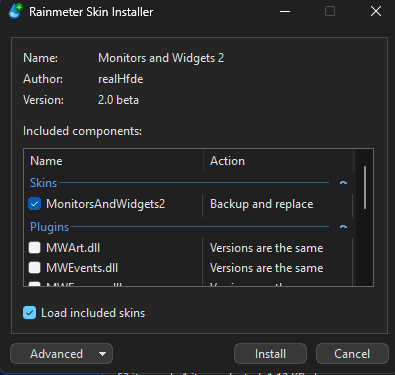 Rainmeter Skin Installer
Name: Monitors and Widgets 2
Author: realHfde
Version: 2.0 beta
Included components:
Name Action
Skins
MonitorsAndWidgets2 Backup and replace
Plugins
MWArt.dll Versions are the same
MWEvents.dll Versions are the same
Load included skins
Advanced Install Cancel